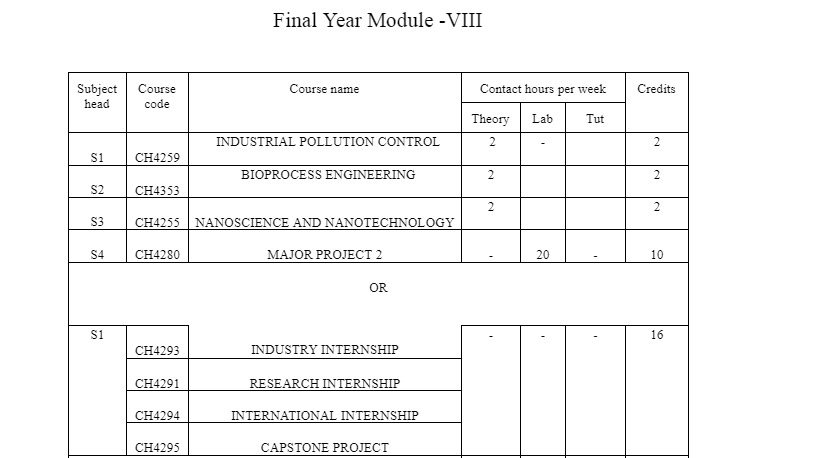 Final Year Module -VIII
Subject head Course code Course name Contact hours per week Credits
Theory Lab Tut
S1 CH4259 INDUSTRIAL POLLUTION CONTROL 2 - 2
S2 CH4353 BIOPROCESS ENGINEERING 2 2
S3 CH4255 NANOSCIENCE AND NANOTECHNOLOGY 2 2
S4 CH4280 MAJOR PROJECT 2 - 20 - 10
OR
S1 CH4293 INDUSTRY INTERNSHIP - - - 16
CH4291 RESEARCH INTERNSHIP
CH4294 INTERNATIONAL INTERNSHIP
CH4295 CAPSTONE PROJECT